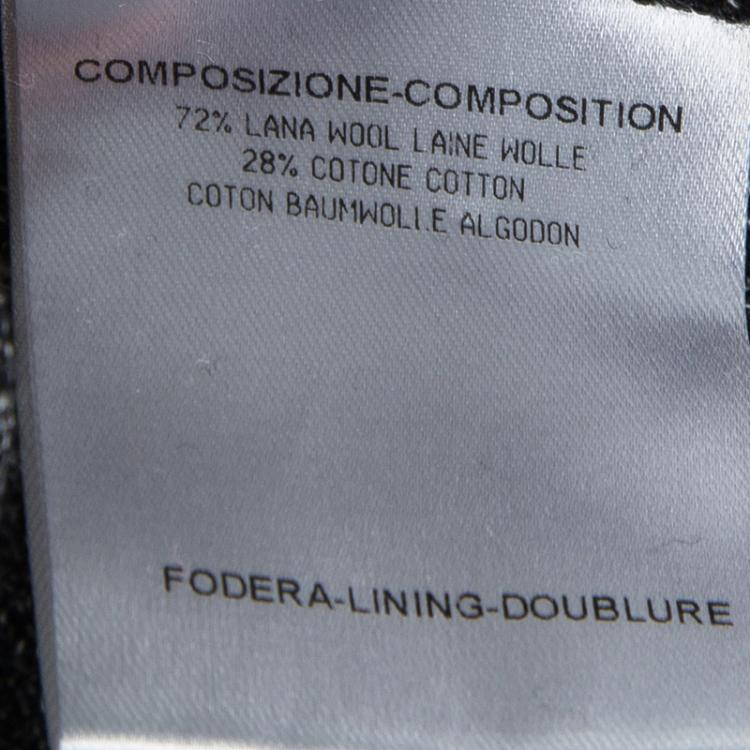 COMPOSIZIONE-COMPOSITION
72% LANA WOOL LAINE WOLLE
28% COTONE COTTON
COTON BAUMWOLLE ALGODON
FODERA-LINING-DOUBLURE